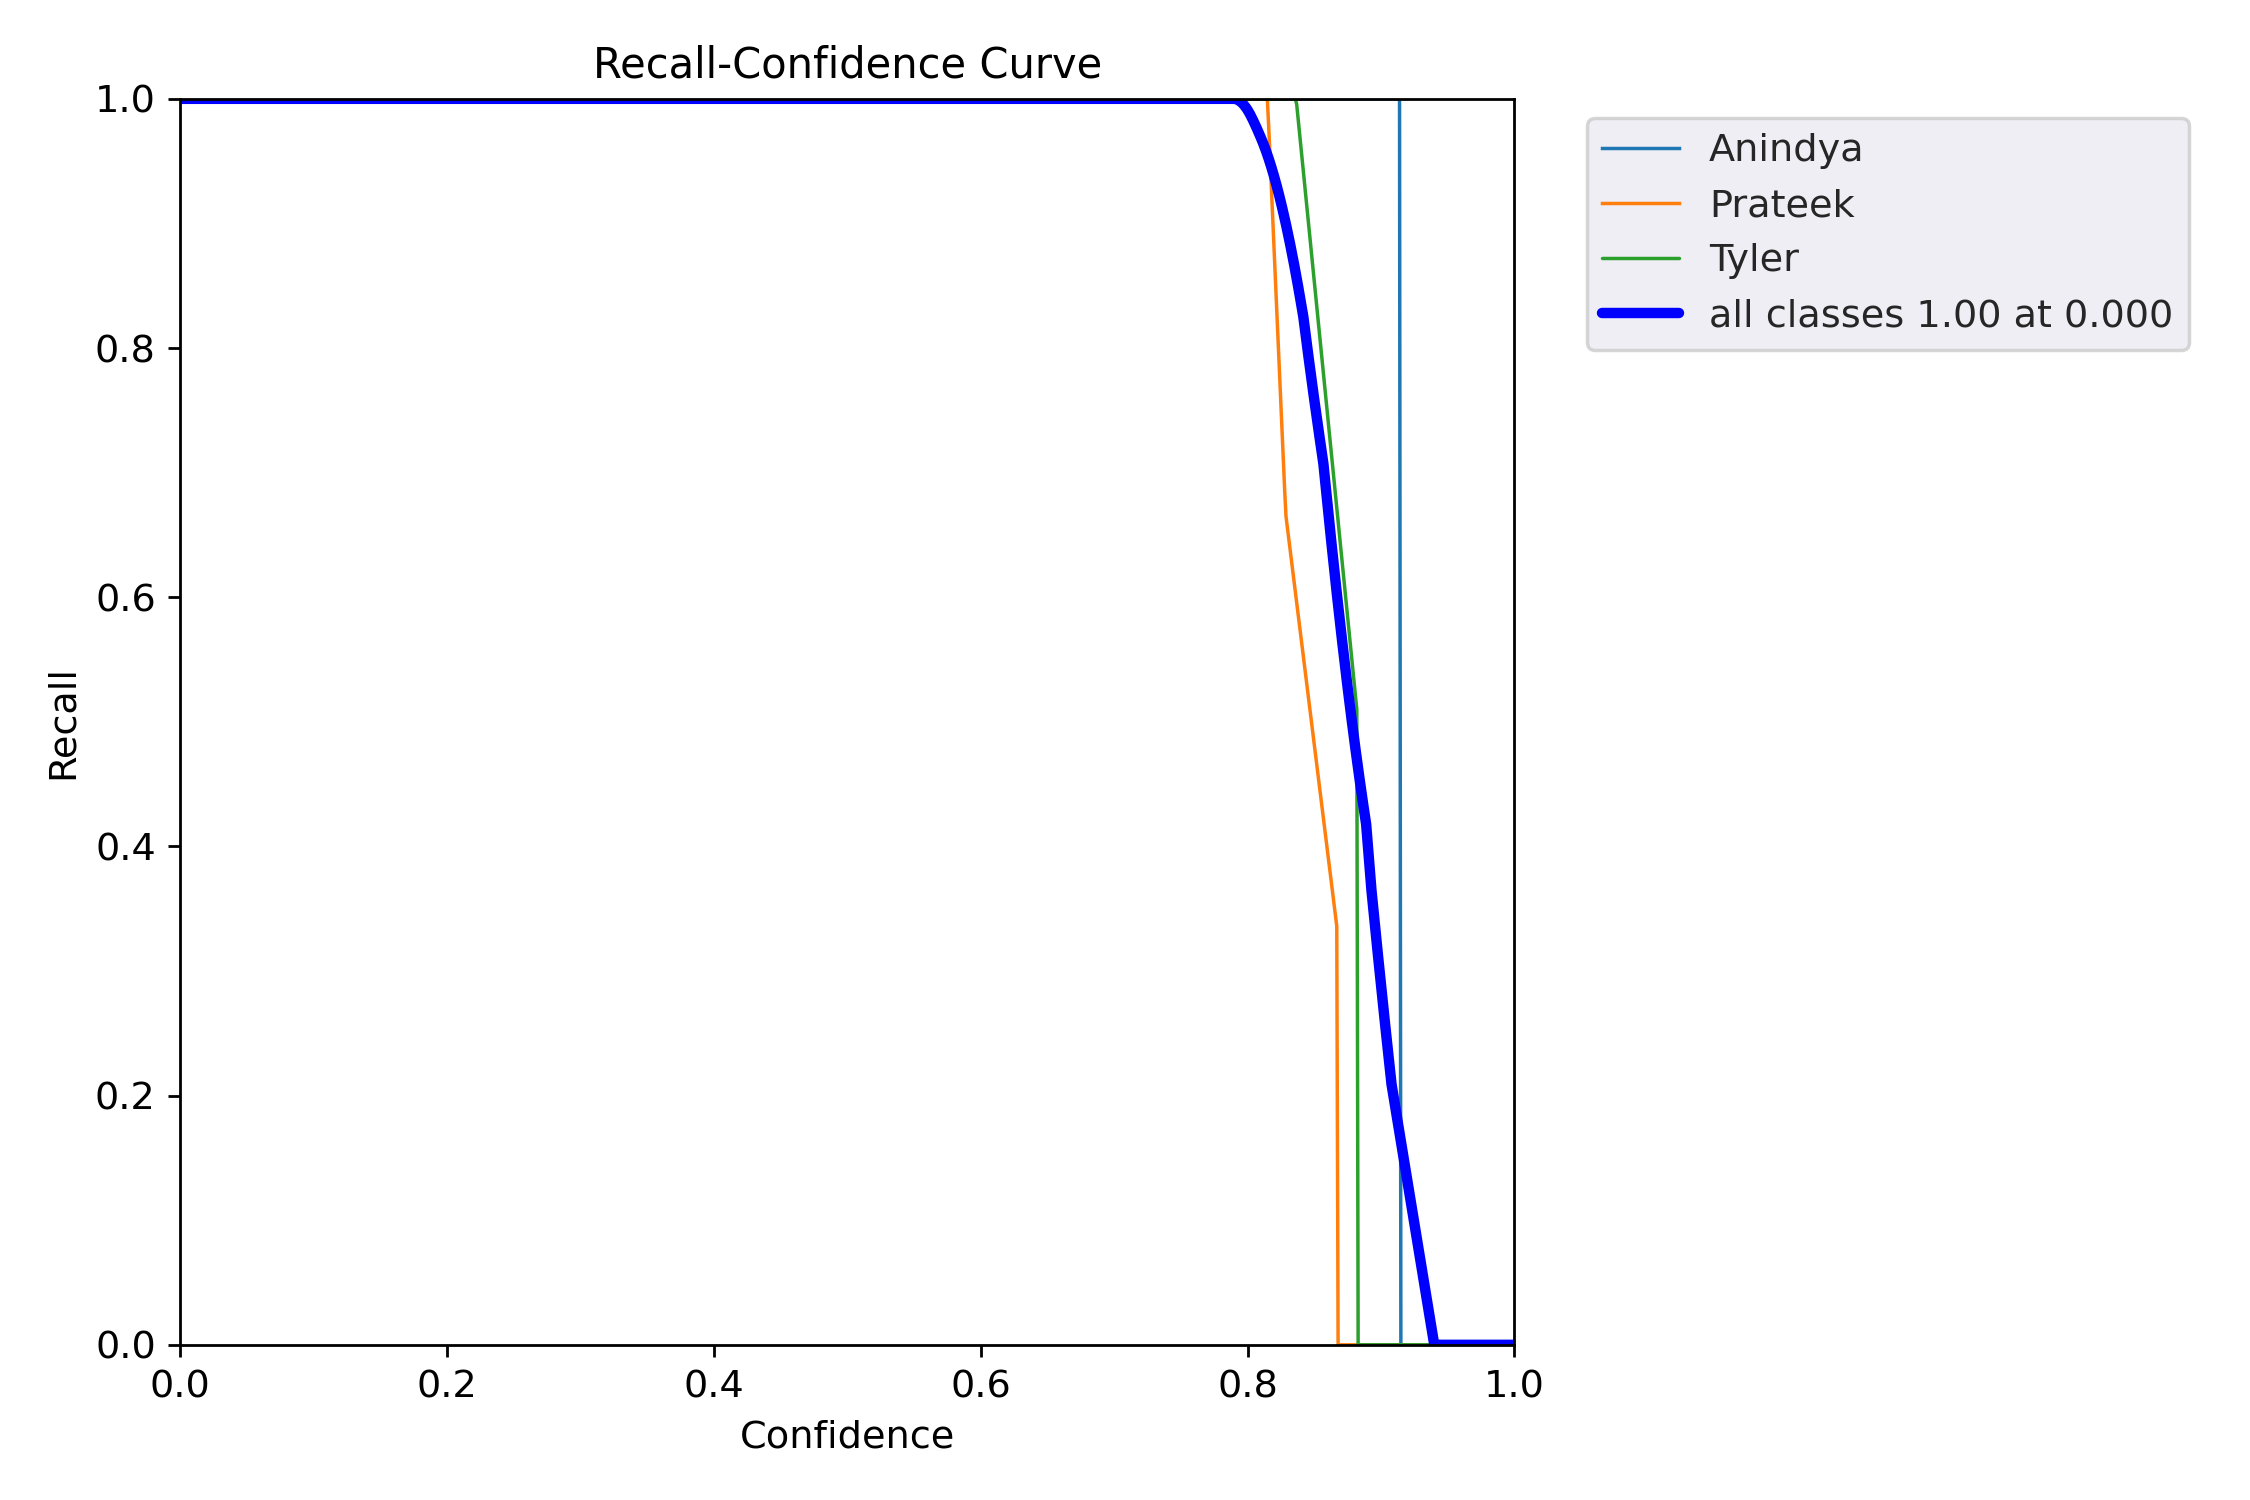 Recall-Confidence Curve
1.0
0.8
0.6
0.4
0.2
0.0
Recall
0.0 0.2 0.4 0.6 0.8 1.0
Confidence
Anindya
Prateek
Tyler
all classes 1.00 at 0.000